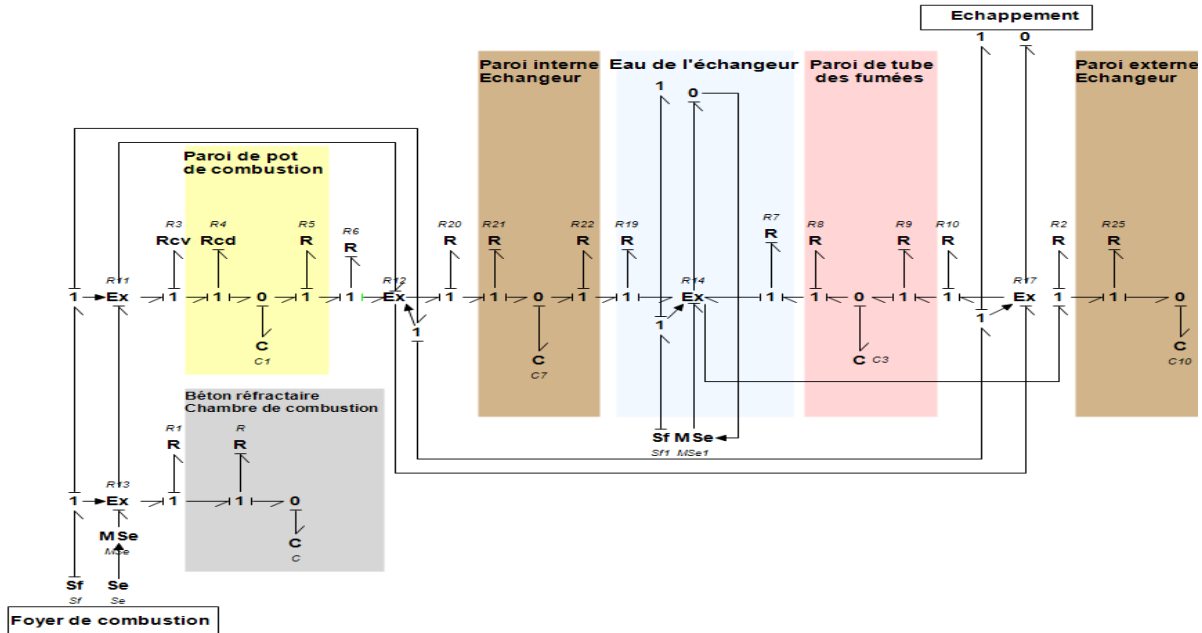 Echappement
1 0
Paroi interne
Echangeur
Eau de l'échangeur
Paroi de tube
des fumées
Paroi externe
Echangeur
1 0
Paroi de pot
de combustion
R3 R4 R5 R6 R20 R21 R22 R19 R7 R8 R9 R10 R2 R25
Rcv Rcd R R R R R R R R R R R R
R11 R12 R14 R17
1 Ex 1 1 0 1 1 Ex 1 1 0 1 1 Ex 1 1 0 1 1 Ex 1 1 0
1 1 1
C C C C
C1 C7 C3 C10
Béton réfractaire
Chambre de combustion
R1 R
R R
Sf MSe
Sf1 MSe1
R13
1 Ex 1 1 0
MSe
MSe
C
C
Sf Se
Sf Se
Foyer de combustion